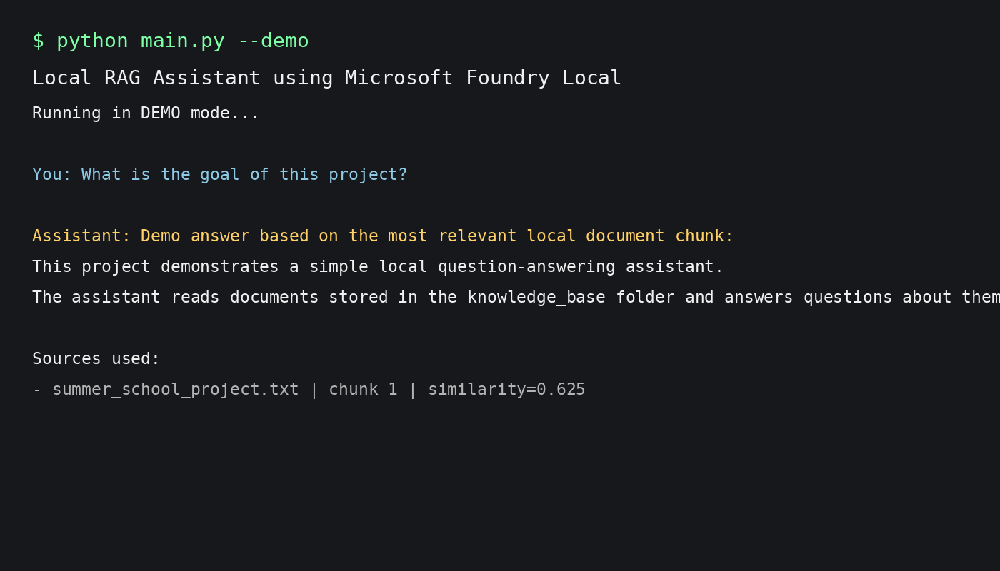 $ python main.py --demo
Local RAG Assistant using Microsoft Foundry Local
Running in DEMO mode...
You: What is the goal of this project?
Assistant: Demo answer based on the most relevant local document chunk:
This project demonstrates a simple local question-answering assistant.
The assistant reads documents stored in the knowledge_base folder and answers questions about them
Sources used:
- summer_school_project.txt | chunk 1 | similarity=0.625